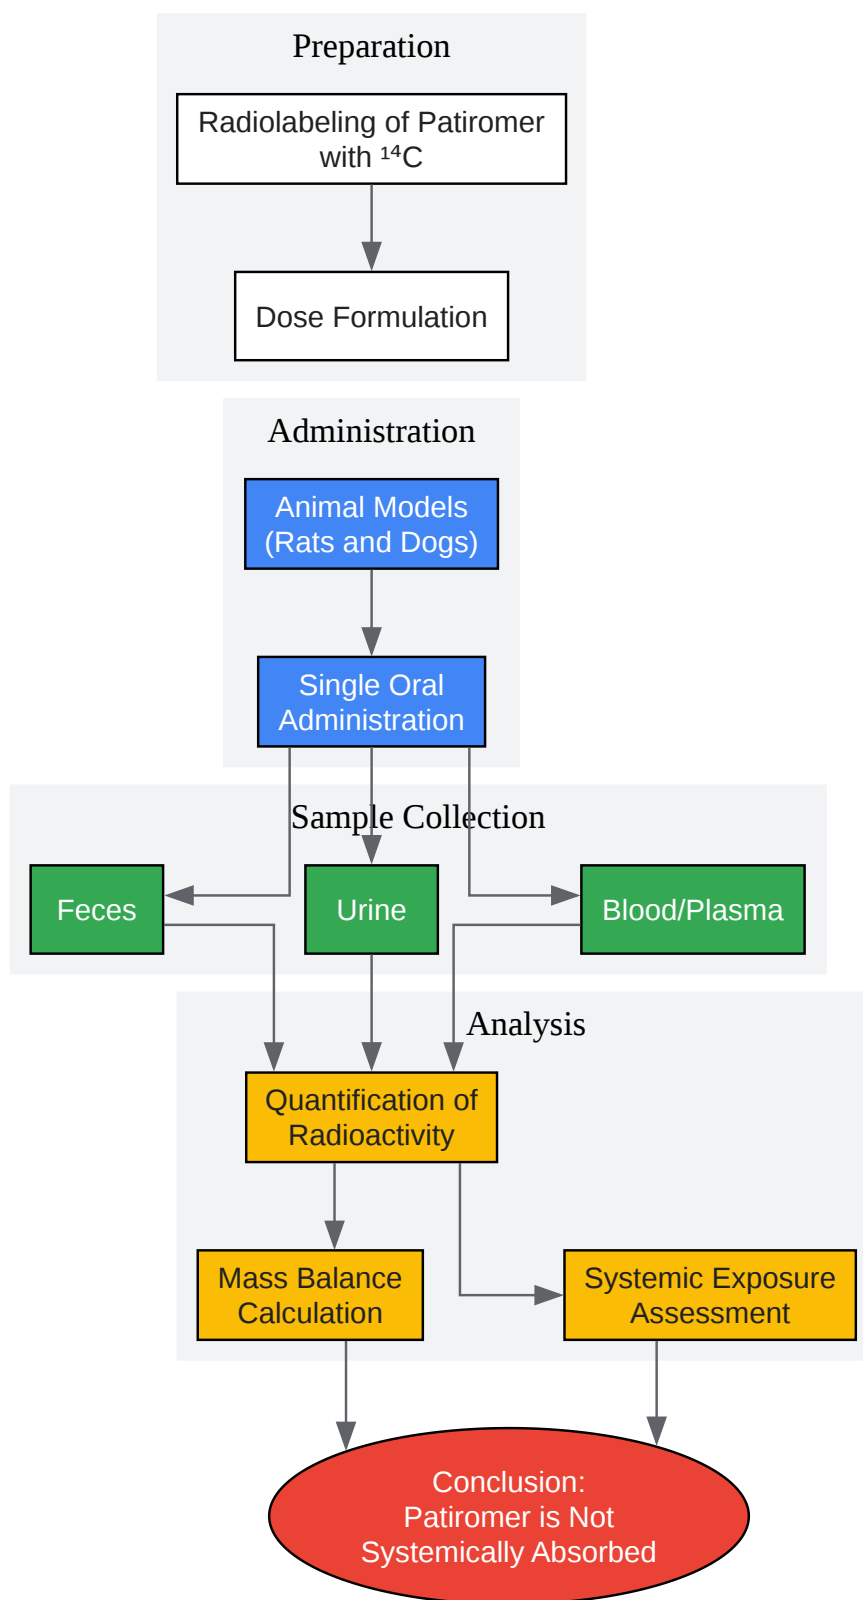 Preparation
Radiolabeling of Patiromer
with ¹⁴C
Dose Formulation
Administration
Animal Models
(Rats and Dogs)
Single Oral
Administration
Sample Collection
Feces
Urine
Blood/Plasma
Analysis
Quantification of
Radioactivity
Mass Balance
Calculation
Systemic Exposure
Assessment
Conclusion:
Patiromer is Not
Systemically Absorbed